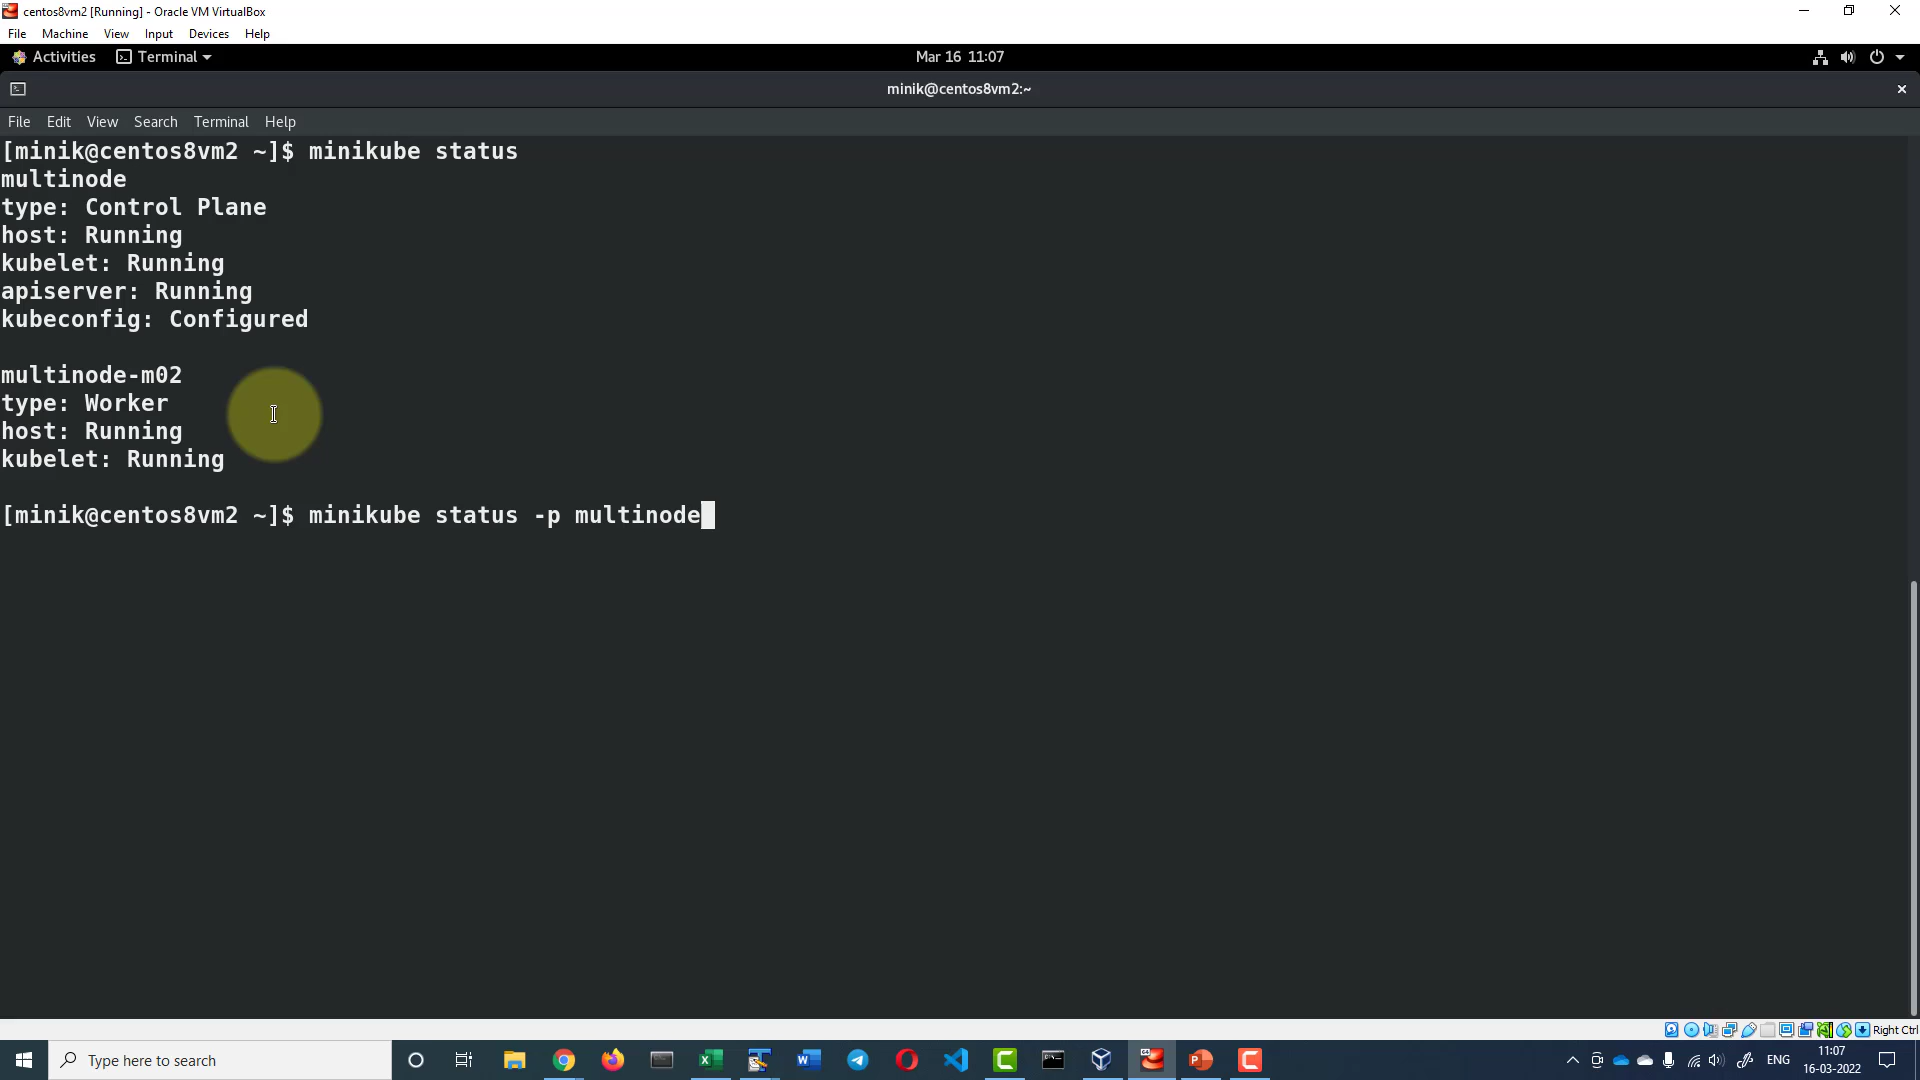 centos8vm2 [Running] - Oracle VM VirtualBox
File Machine View Input Devices Help
Activities Terminal Mar 16 11:07
minik@centos8vm2:~
File Edit View Search Terminal Help
[minik@centos8vm2 ~]$ minikube status
multinode
type: Control Plane
host: Running
kubelet: Running
apiserver: Running
kubeconfig: Configured
multinode-m02
type: Worker
host: Running
kubelet: Running
[minik@centos8vm2 ~]$ minikube status -p multinode
Right Ctrl
Type here to search
ENG
11:07
16-03-2022